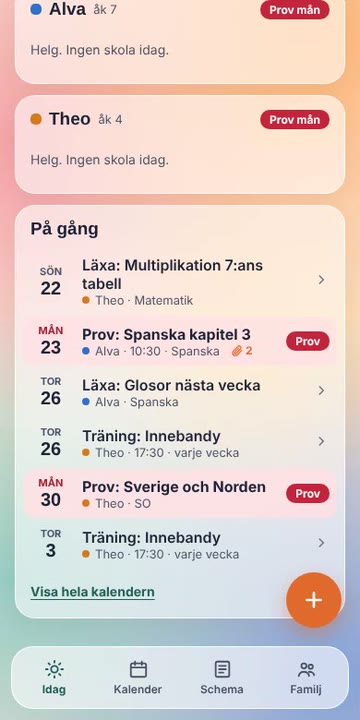 Alva åk 7 Prov mån
Helg. Ingen skola idag.
Theo åk 4 Prov mån
Helg. Ingen skola idag.
På gång
SÖN
22
Läxa: Multiplikation 7:ans
tabell
Theo · Matematik
MÅN
23
Prov: Spanska kapitel 3
Alva · 10:30 · Spanska 2
Prov
TOR
26
Läxa: Glosor nästa vecka
Alva · Spanska
TOR
26
Träning: Innebandy
Theo · 17:30 · varje vecka
MÅN
30
Prov: Sverige och Norden
Theo · SO
Prov
TOR
3
Träning: Innebandy
Theo · 17:30 · varje vecka
Visa hela kalendern
+
Idag Kalender Schema Familj